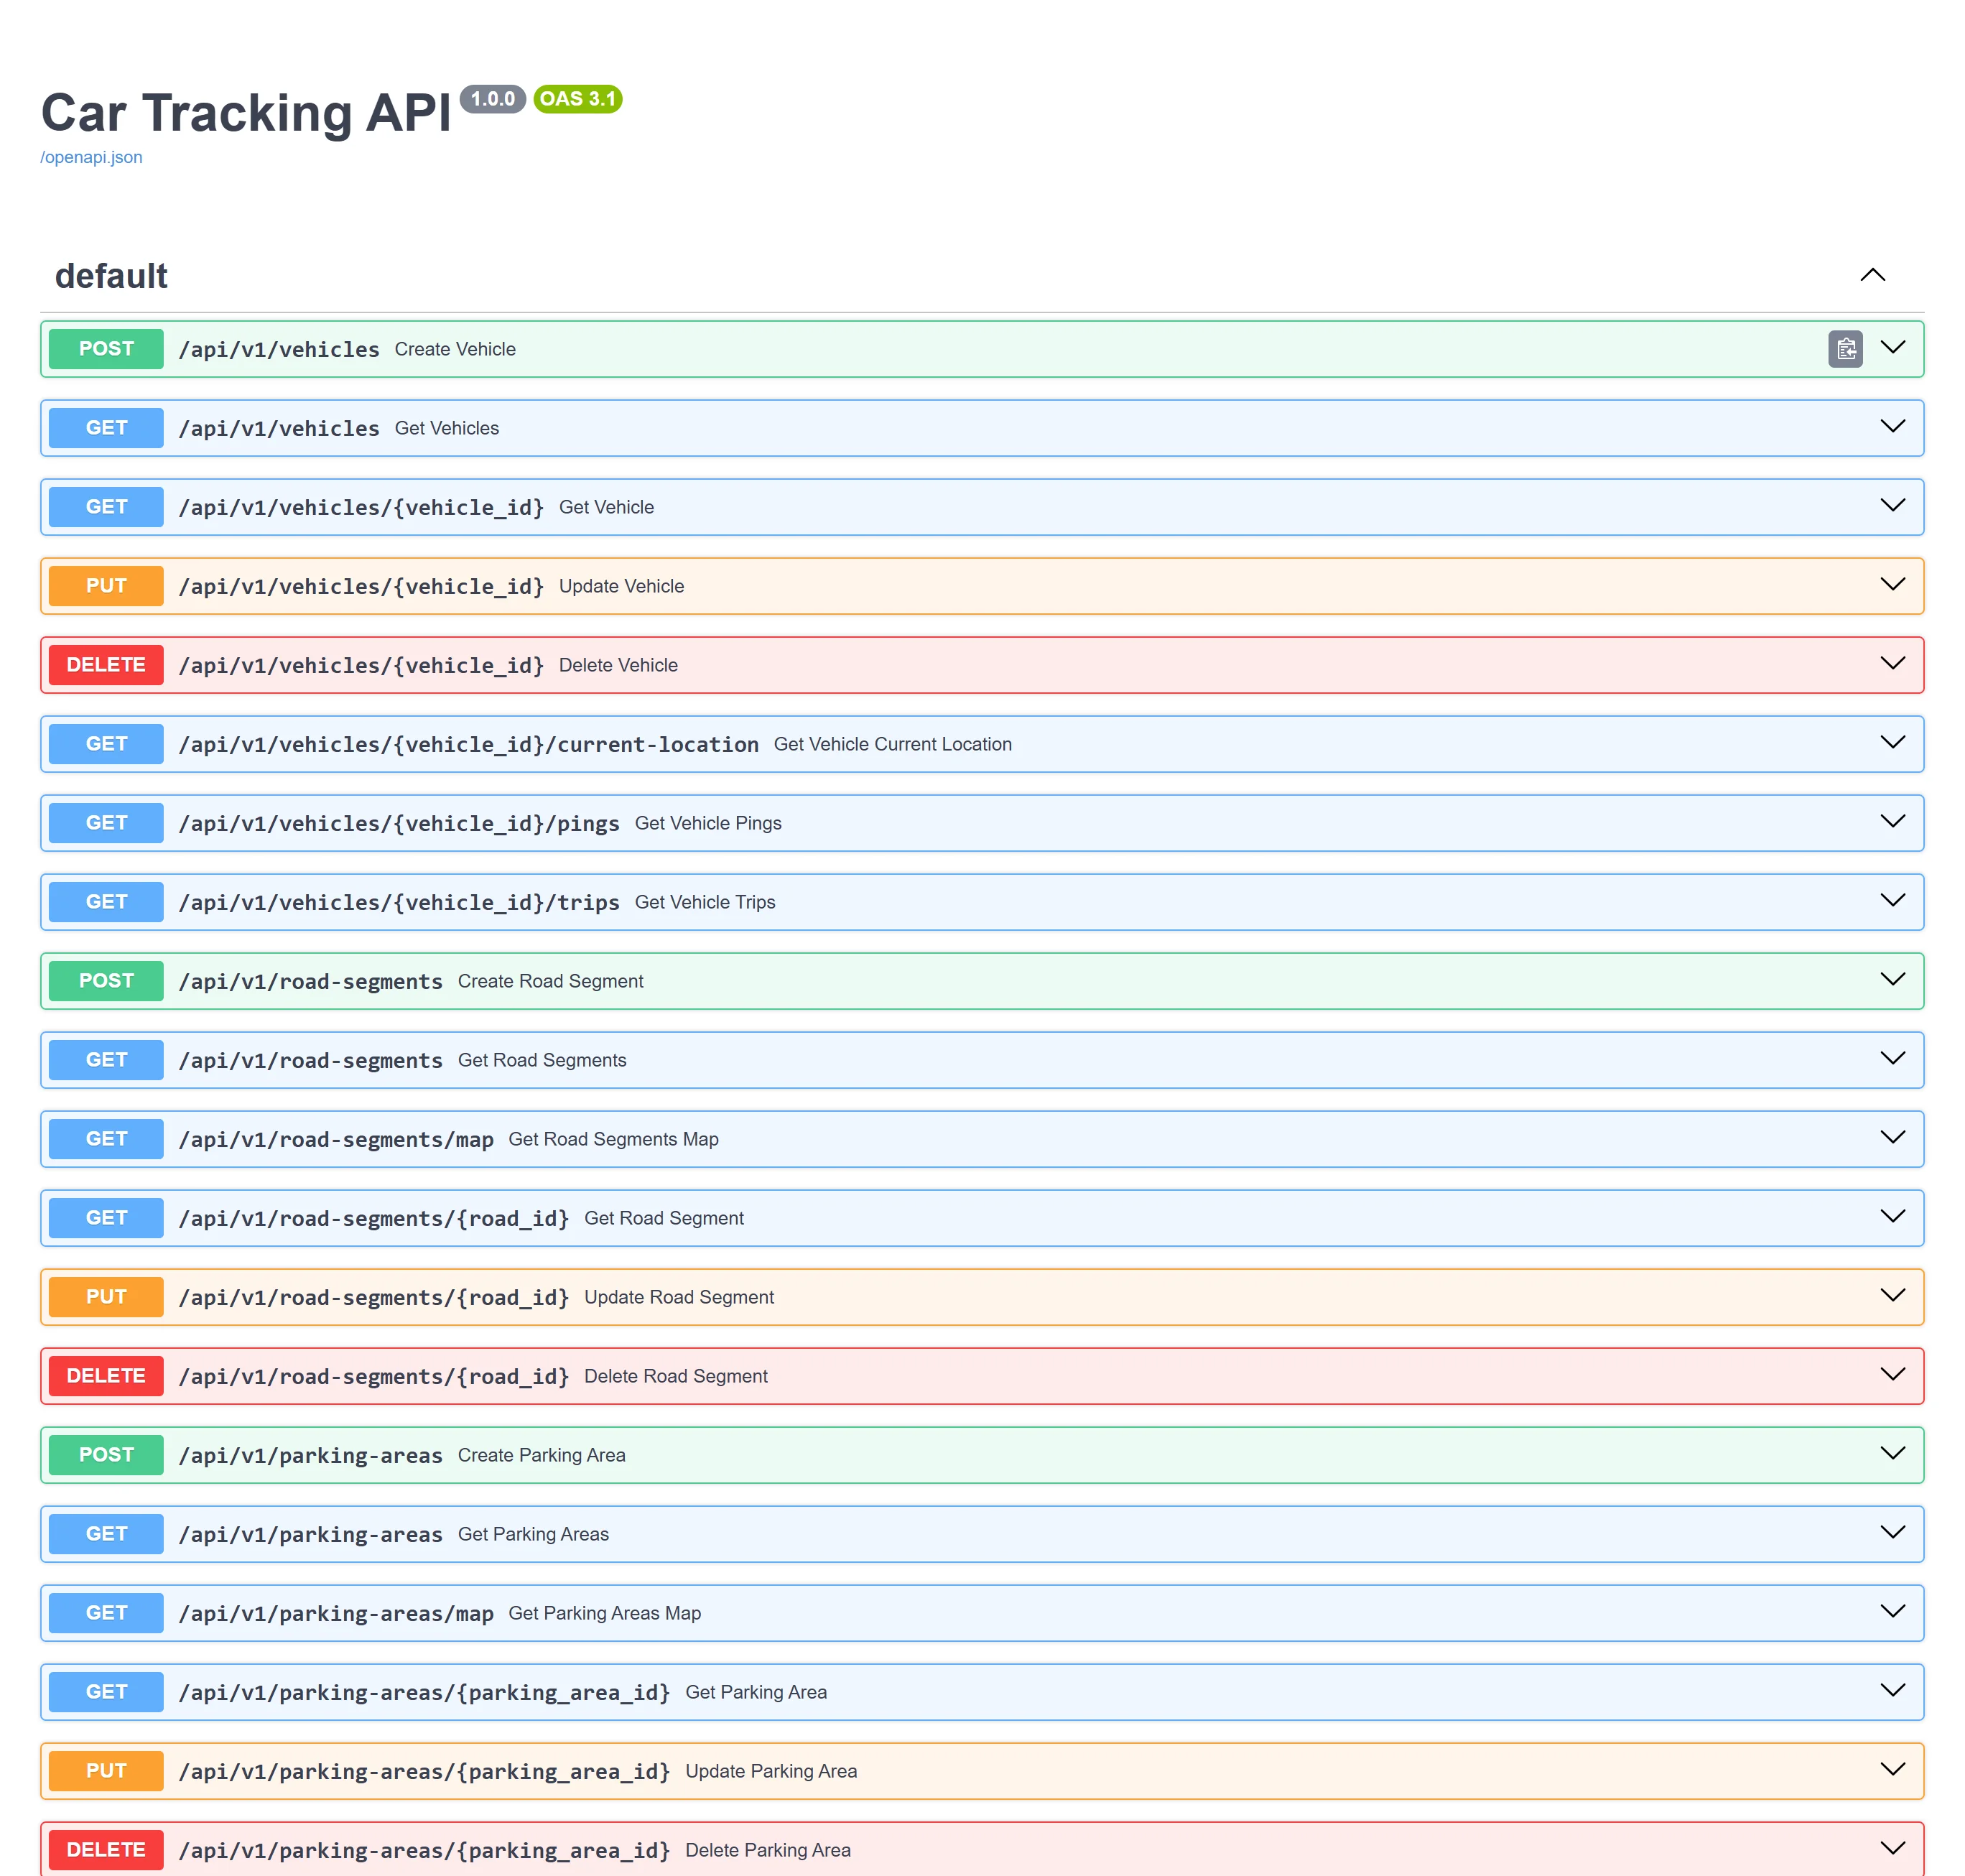 Car Tracking API 1.0.0 OAS 3.1
/openapi.json
default
POST /api/v1/vehicles Create Vehicle
GET /api/v1/vehicles Get Vehicles
GET /api/v1/vehicles/{vehicle_id} Get Vehicle
PUT /api/v1/vehicles/{vehicle_id} Update Vehicle
DELETE /api/v1/vehicles/{vehicle_id} Delete Vehicle
GET /api/v1/vehicles/{vehicle_id}/current-location Get Vehicle Current Location
GET /api/v1/vehicles/{vehicle_id}/pings Get Vehicle Pings
GET /api/v1/vehicles/{vehicle_id}/trips Get Vehicle Trips
POST /api/v1/road-segments Create Road Segment
GET /api/v1/road-segments Get Road Segments
GET /api/v1/road-segments/map Get Road Segments Map
GET /api/v1/road-segments/{road_id} Get Road Segment
PUT /api/v1/road-segments/{road_id} Update Road Segment
DELETE /api/v1/road-segments/{road_id} Delete Road Segment
POST /api/v1/parking-areas Create Parking Area
GET /api/v1/parking-areas Get Parking Areas
GET /api/v1/parking-areas/map Get Parking Areas Map
GET /api/v1/parking-areas/{parking_area_id} Get Parking Area
PUT /api/v1/parking-areas/{parking_area_id} Update Parking Area
DELETE /api/v1/parking-areas/{parking_area_id} Delete Parking Area